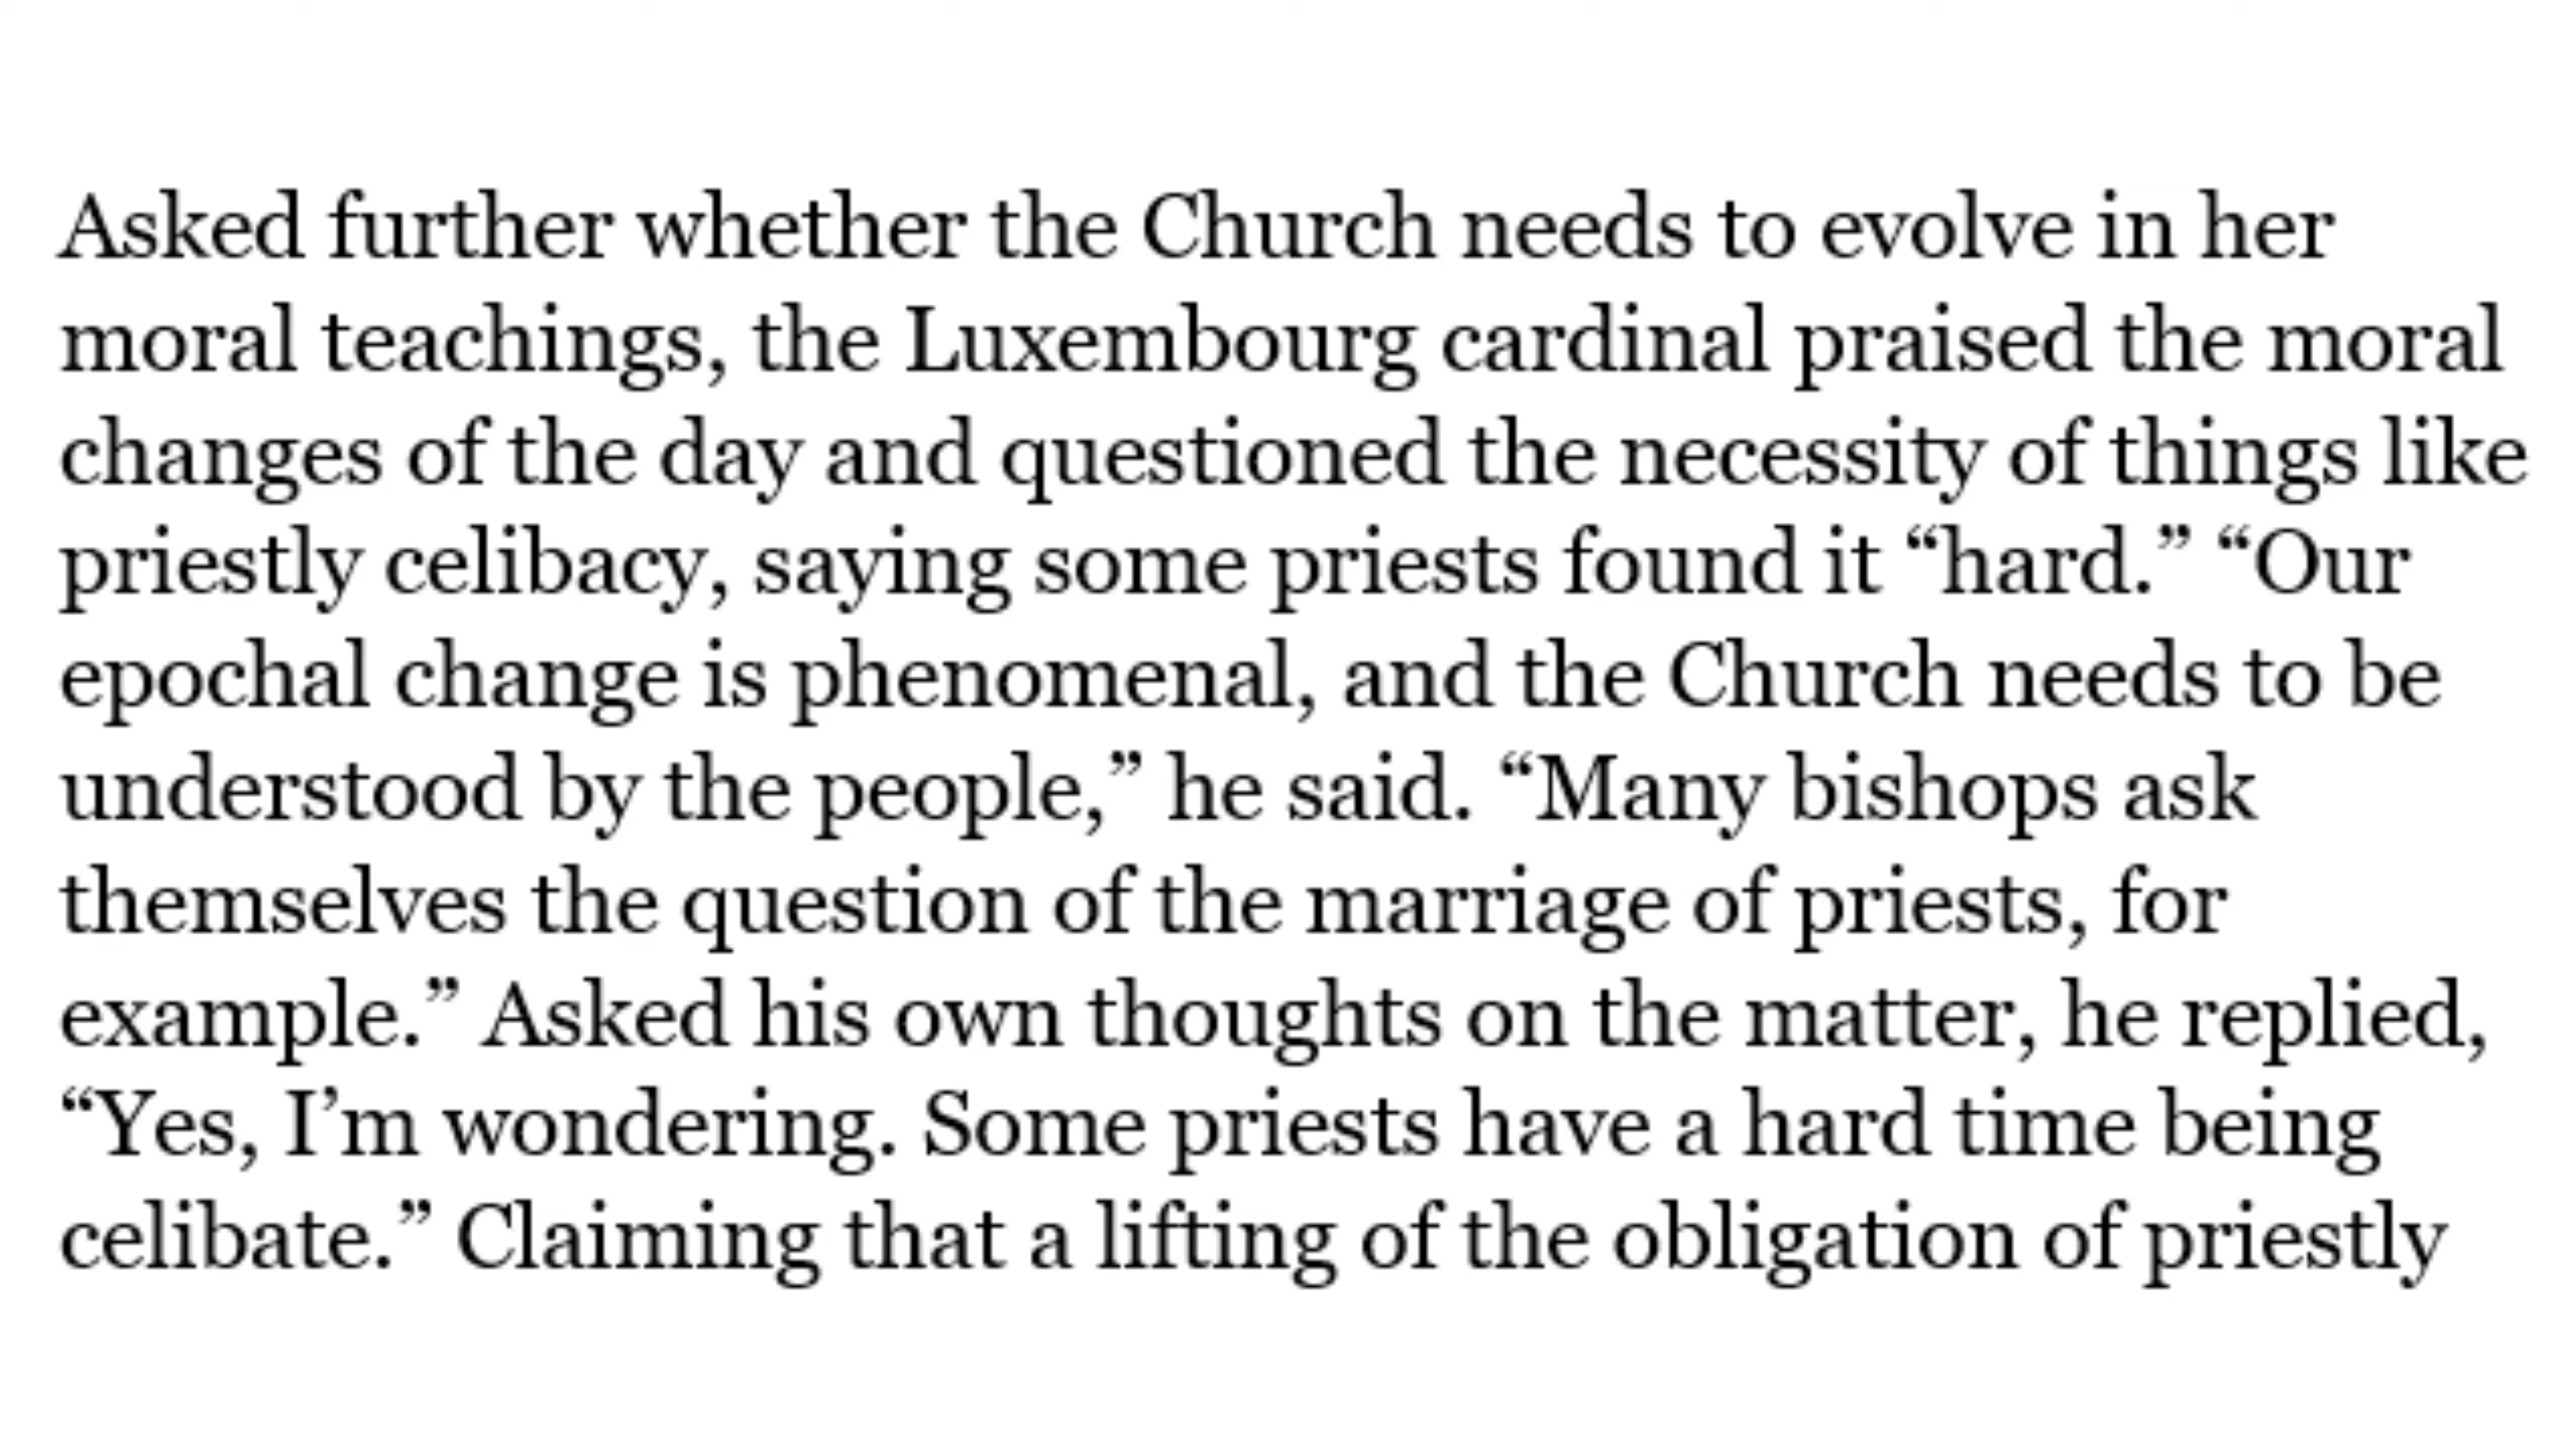 Asked further whether the Church needs to evolve in her
moral teachings, the Luxembourg cardinal praised the moral
changes of the day and questioned the necessity of things like
priestly celibacy, saying some priests found it “hard.” “Our
epochal change is phenomenal, and the Church needs to be
understood by the people,” he said. “Many bishops ask
themselves the question of the marriage of priests, for
example.” Asked his own thoughts on the matter, he replied,
“Yes, I’m wondering. Some priests have a hard time being
celibate.” Claiming that a lifting of the obligation of priestly